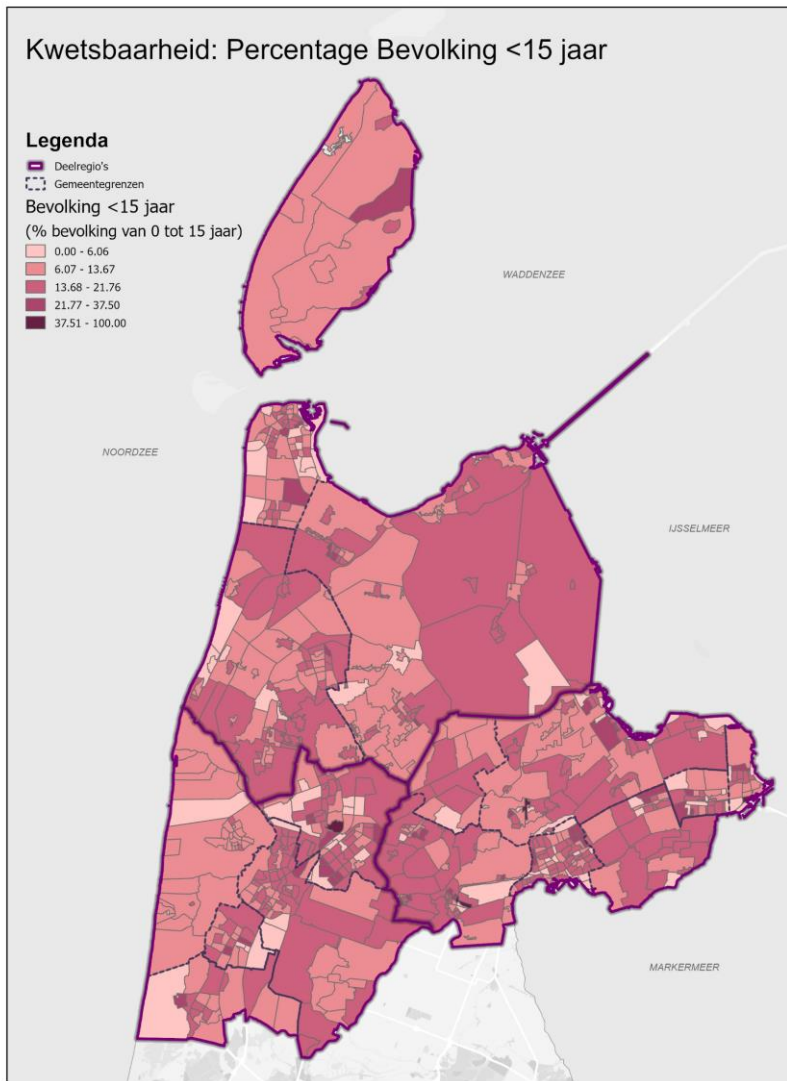 Kwetsbaarheid: Percentage Bevolking <15 jaar
Legenda
Deelregio's
Gemeentegrenzen
Bevolking <15 jaar
(% bevolking van 0 tot 15 jaar)
0.00 - 6.06
6.07 - 13.67
13.68 - 21.76
21.77 - 37.50
37.51 - 100.00
WADDENZEE
NOORDZEE
IJSSELMEER
MARKERMEER